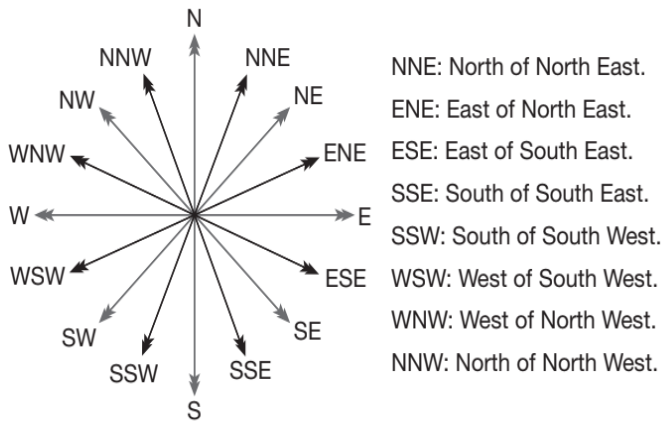 N
NNW NNE
NW NE
WNW ENE
W E
WSW ESE
SW SE
SSW SSE
S
NNE: North of North East.
ENE: East of North East.
ESE: East of South East.
SSE: South of South East.
SSW: South of South West.
WSW: West of South West.
WNW: West of North West.
NNW: North of North West.